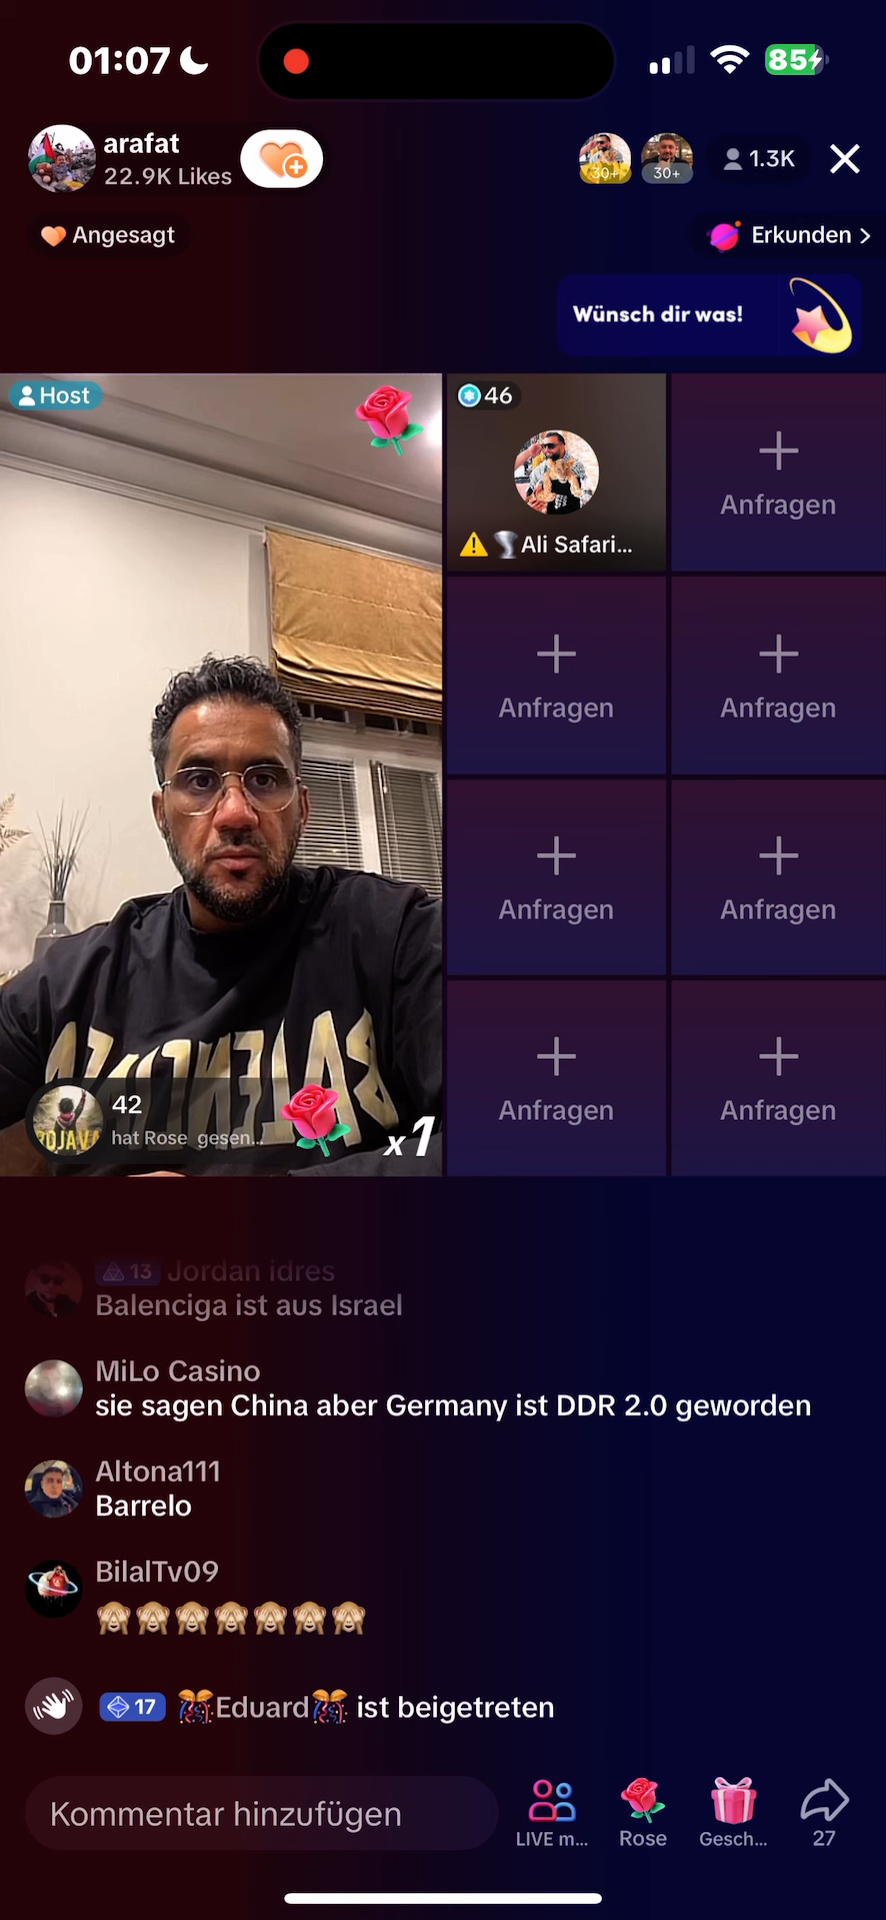 01:07
85
arafat
22.9K Likes
30+
30+
1.3K
Angesagt
Erkunden >
Wünsch dir was!
Host
46
Ali Safari...
Anfragen
Anfragen
Anfragen
Anfragen
Anfragen
Anfragen
Anfragen
BALENCIAGA
42
hat Rose gesen...
x1
ROJAVA
13 Jordan idres
Balenciga ist aus Israel
MiLo Casino
sie sagen China aber Germany ist DDR 2.0 geworden
Altona111
Barrelo
BilalTv09
🙈🙈🙈🙈🙈🙈🙈
17 🎊Eduard🎊 ist beigetreten
Kommentar hinzufügen
LIVE m...
Rose
Gesch...
27